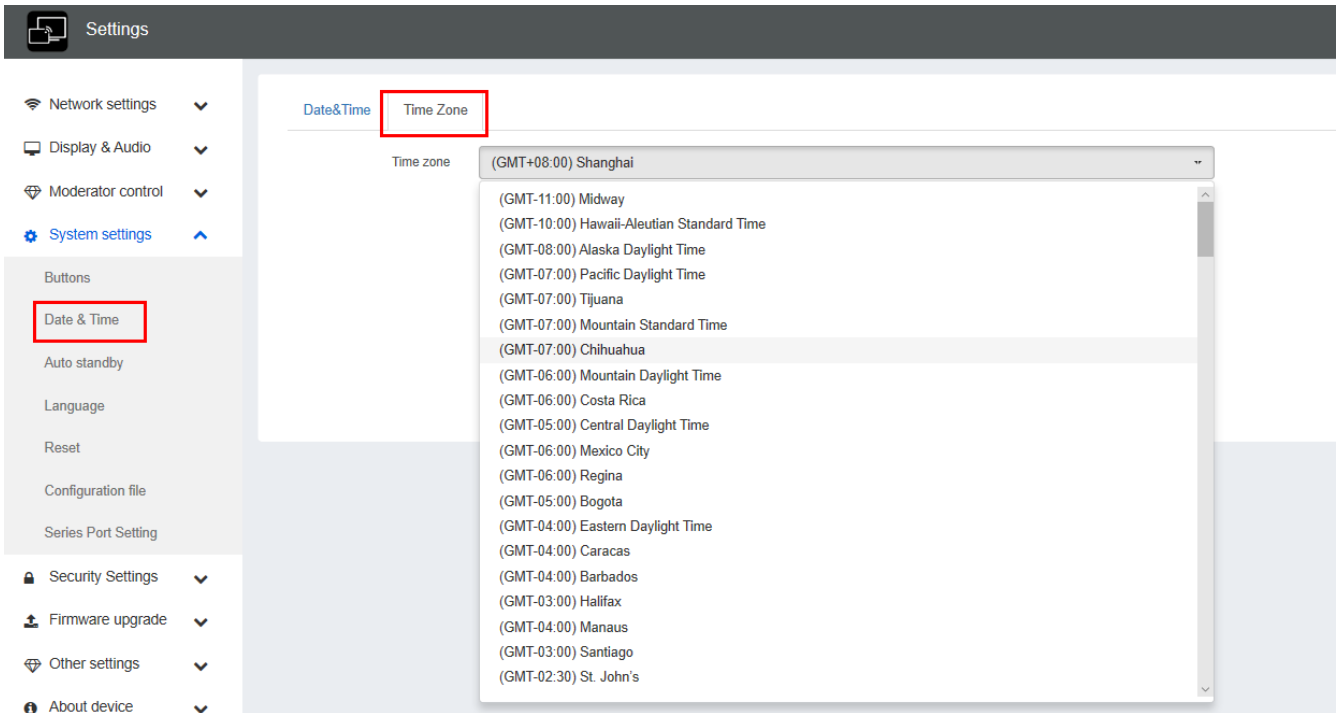 Settings
Network settings
Display & Audio
Moderator control
System settings
Buttons
Date & Time
Auto standby
Language
Reset
Configuration file
Series Port Setting
Security Settings
Firmware upgrade
Other settings
About device
Date&Time Time Zone
Time zone (GMT+08:00) Shanghai
(GMT-11:00) Midway
(GMT-10:00) Hawaii-Aleutian Standard Time
(GMT-08:00) Alaska Daylight Time
(GMT-07:00) Pacific Daylight Time
(GMT-07:00) Tijuana
(GMT-07:00) Mountain Standard Time
(GMT-07:00) Chihuahua
(GMT-06:00) Mountain Daylight Time
(GMT-06:00) Costa Rica
(GMT-05:00) Central Daylight Time
(GMT-06:00) Mexico City
(GMT-06:00) Regina
(GMT-05:00) Bogota
(GMT-04:00) Eastern Daylight Time
(GMT-04:00) Caracas
(GMT-04:00) Barbados
(GMT-03:00) Halifax
(GMT-04:00) Manaus
(GMT-03:00) Santiago
(GMT-02:30) St. John's